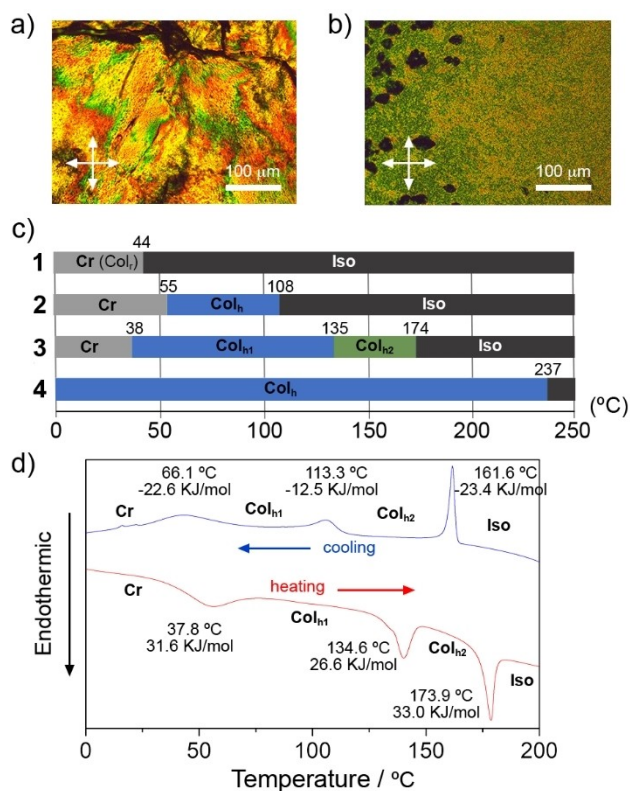 a)
b)
100 μm
100 μm
c)
44
1 Cr (Colr) Iso
55 108
2 Cr Colh Iso
38 135 174
3 Cr Colh1 Colh2 Iso
237
4 Colh
0 50 100 150 200 250 (ºC)
d)
66.1 ºC 113.3 ºC 161.6 ºC
-22.6 KJ/mol -12.5 KJ/mol -23.4 KJ/mol
Cr Colh1 Colh2 Iso
cooling
heating
Cr Colh1 Colh2 Iso
37.8 ºC
31.6 KJ/mol
134.6 ºC
26.6 KJ/mol
173.9 ºC
33.0 KJ/mol
Endothermic
0 50 100 150 200
Temperature / ºC